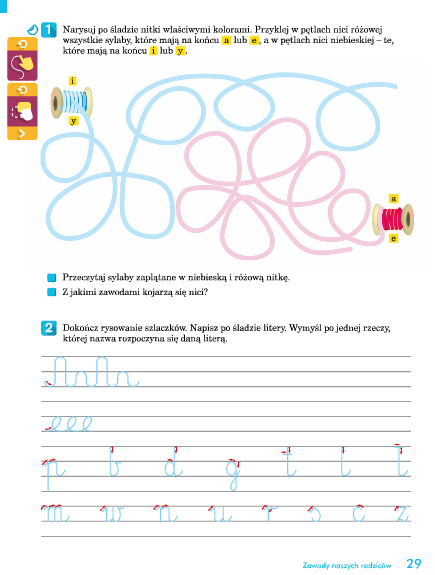 1 Narysuj po śladzie nitki właściwymi kolorami. Przyklej w pętlach nici różowej
wszystkie sylaby, które mają na końcu a lub e, a w pętlach nici niebieskiej – te,
które mają na końcu i lub y.
i
y
a
e
Przeczytaj sylaby zaplątane w niebieską i różową nitkę.
Z jakimi zawodami kojarzą się nici?
2 Dokończ rysowanie szlaczków. Napisz po śladzie litery. Wymyśl po jednej rzeczy,
której nazwa rozpoczyna się daną literą.
p b d g t l ł
m w n u r s c z
Zawody naszych rodziców 29